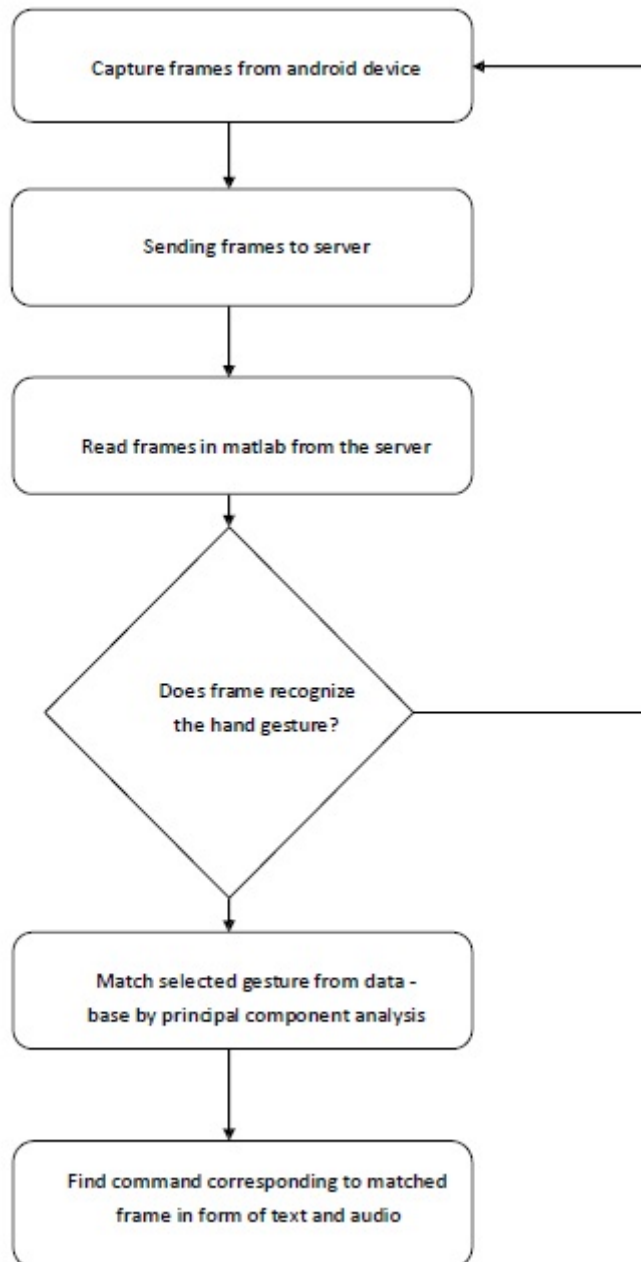 Capture frames from android device
Sending frames to server
Read frames in matlab from the server
Does frame recognize
the hand gesture?
Match selected gesture from data -
base by principal component analysis
Find command corresponding to matched
frame in form of text and audio